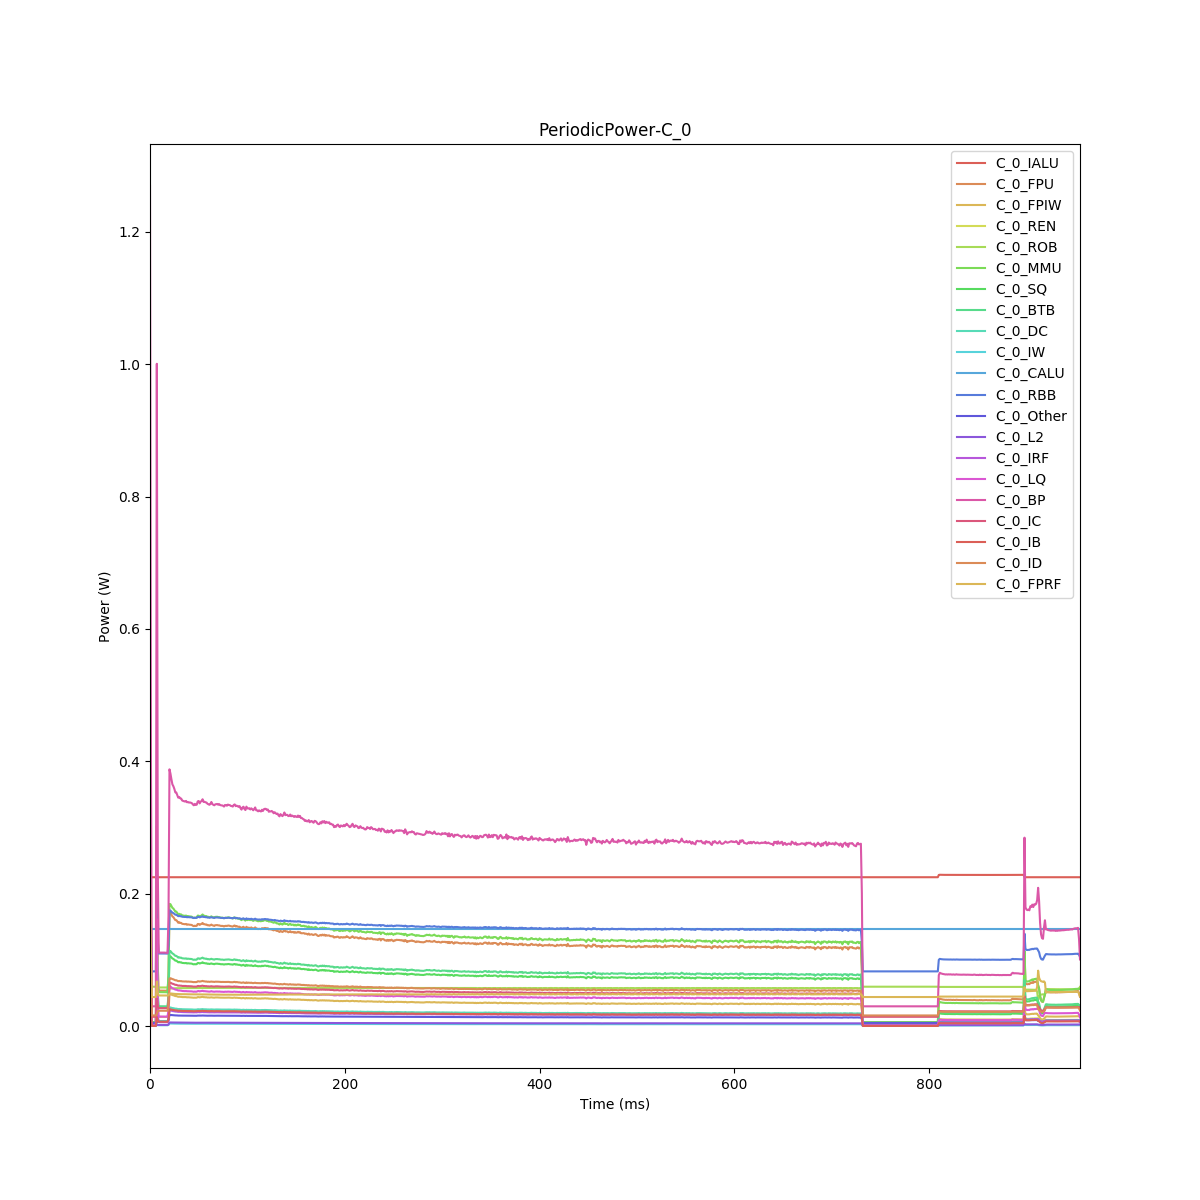 PeriodicPower-C_0
C_0_IALU
C_0_FPU
C_0_FPIW
C_0_REN
C_0_ROB
C_0_MMU
C_0_SQ
C_0_BTB
C_0_DC
C_0_IW
C_0_CALU
C_0_RBB
C_0_Other
C_0_L2
C_0_IRF
C_0_LQ
C_0_BP
C_0_IC
C_0_IB
C_0_ID
C_0_FPRF
1.2
1.0
0.8
0.6
0.4
0.2
0.0
Power (W)
0 200 400 600 800
Time (ms)